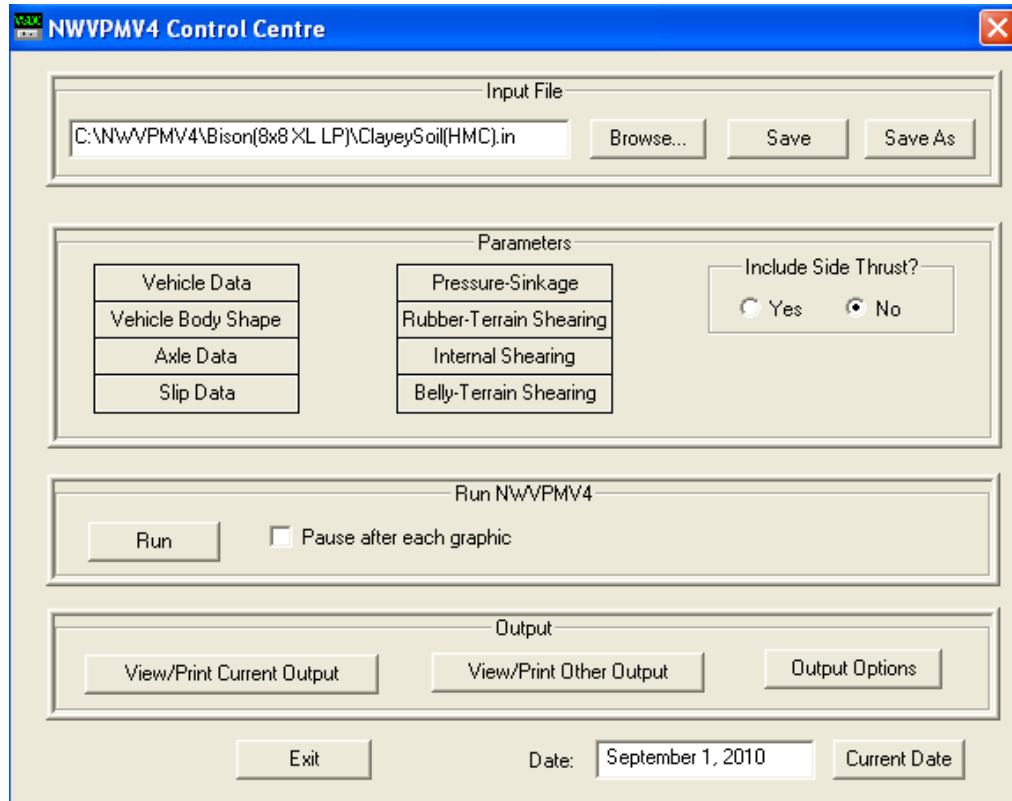 NWVPMV4 Control Centre
Input File
C:\NWVPMV4\Bison(8x8 XL LP)\ClayeySoil(HMC).in
Browse...
Save
Save As
Parameters
Vehicle Data
Vehicle Body Shape
Axle Data
Slip Data
Pressure-Sinkage
Rubber-Terrain Shearing
Internal Shearing
Belly-Terrain Shearing
Include Side Thrust?
Yes
No
Run NWVPMV4
Run
Pause after each graphic
Output
View/Print Current Output
View/Print Other Output
Output Options
Exit
Date:
September 1, 2010
Current Date